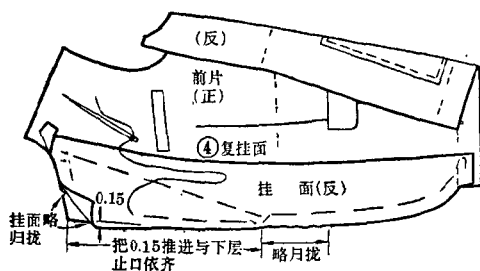 (反)
前片
(正)
④复挂面
挂 面(反)
0.15
挂面略
归拢
把0.15推进与下层
止口依齐
略归拢